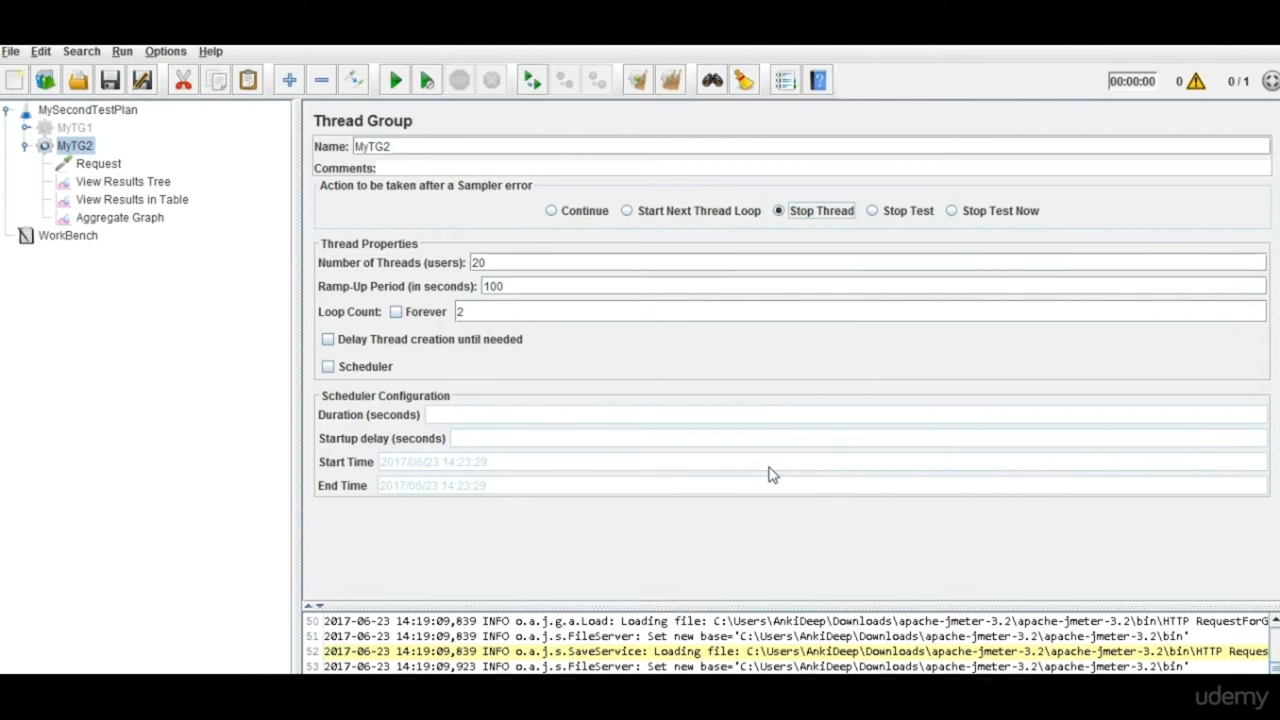 File Edit Search Run Options Help
00:00:00 0 0 / 1
MySecondTestPlan
MyTG1
MyTG2
Request
View Results Tree
View Results in Table
Aggregate Graph
WorkBench
Thread Group
Name: MyTG2
Comments:
Action to be taken after a Sampler error
Continue Start Next Thread Loop Stop Thread Stop Test Stop Test Now
Thread Properties
Number of Threads (users): 20
Ramp-Up Period (in seconds): 100
Loop Count: Forever 2
Delay Thread creation until needed
Scheduler
Scheduler Configuration
Duration (seconds)
Startup delay (seconds)
Start Time 2017/06/23 14:23:29
End Time 2017/06/23 14:23:29
50 2017-06-23 14:19:09,839 INFO o.a.j.g.a.Load: Loading file: C:\Users\AnkiDeep\Downloads\apache-jmeter-3.2\apache-jmeter-3.2\bin\HTTP RequestForG
51 2017-06-23 14:19:09,839 INFO o.a.j.s.FileServer: Set new base='C:\Users\AnkiDeep\Downloads\apache-jmeter-3.2\apache-jmeter-3.2\bin'
52 2017-06-23 14:19:09,839 INFO o.a.j.s.SaveService: Loading file: C:\Users\AnkiDeep\Downloads\apache-jmeter-3.2\apache-jmeter-3.2\bin\HTTP Reques
53 2017-06-23 14:19:09,923 INFO o.a.j.s.FileServer: Set new base='C:\Users\AnkiDeep\Downloads\apache-jmeter-3.2\apache-jmeter-3.2\bin'
udemy